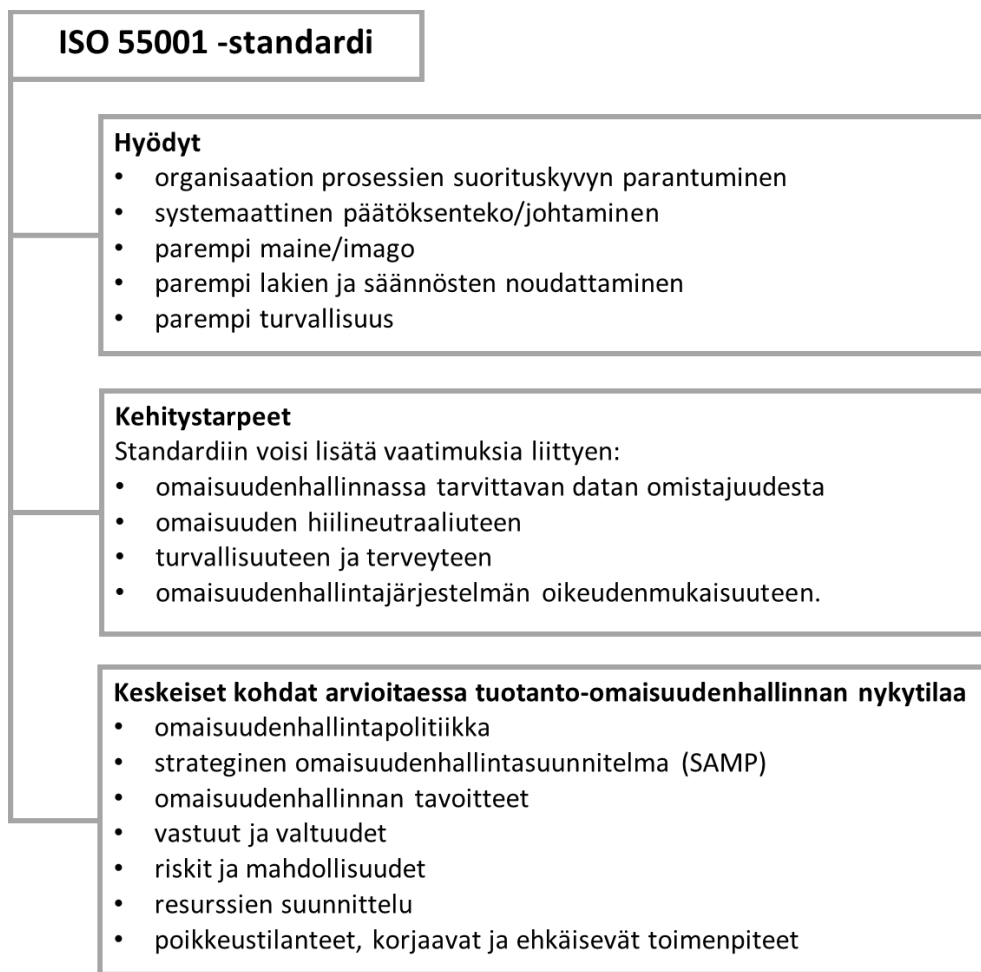 ISO 55001 -standardi
Hyödyt
• organisaation prosessien suorituskyvyn parantuminen
• systemaattinen päätöksenteko/johtaminen
• parempi maine/imago
• parempi lakien ja säännösten noudattaminen
• parempi turvallisuus
Kehitystarpeet
Standardiin voisi lisätä vaatimuksia liittyen:
• omaisuudenhallinnassa tarvittavan datan omistajuudesta
• omaisuuden hiilineutraaliuteen
• turvallisuuteen ja terveyteen
• omaisuudenhallintajärjestelmän oikeudenmukaisuuteen.
Keskeiset kohdat arvioitaessa tuotanto-omaisuudenhallinnan nykytilaa
• omaisuudenhallintapolitiikka
• strateginen omaisuudenhallintasuunnitelma (SAMP)
• omaisuudenhallinnan tavoitteet
• vastuut ja valtuudet
• riskit ja mahdollisuudet
• resurssien suunnittelu
• poikkeustilanteet, korjaavat ja ehkäisevät toimenpiteet